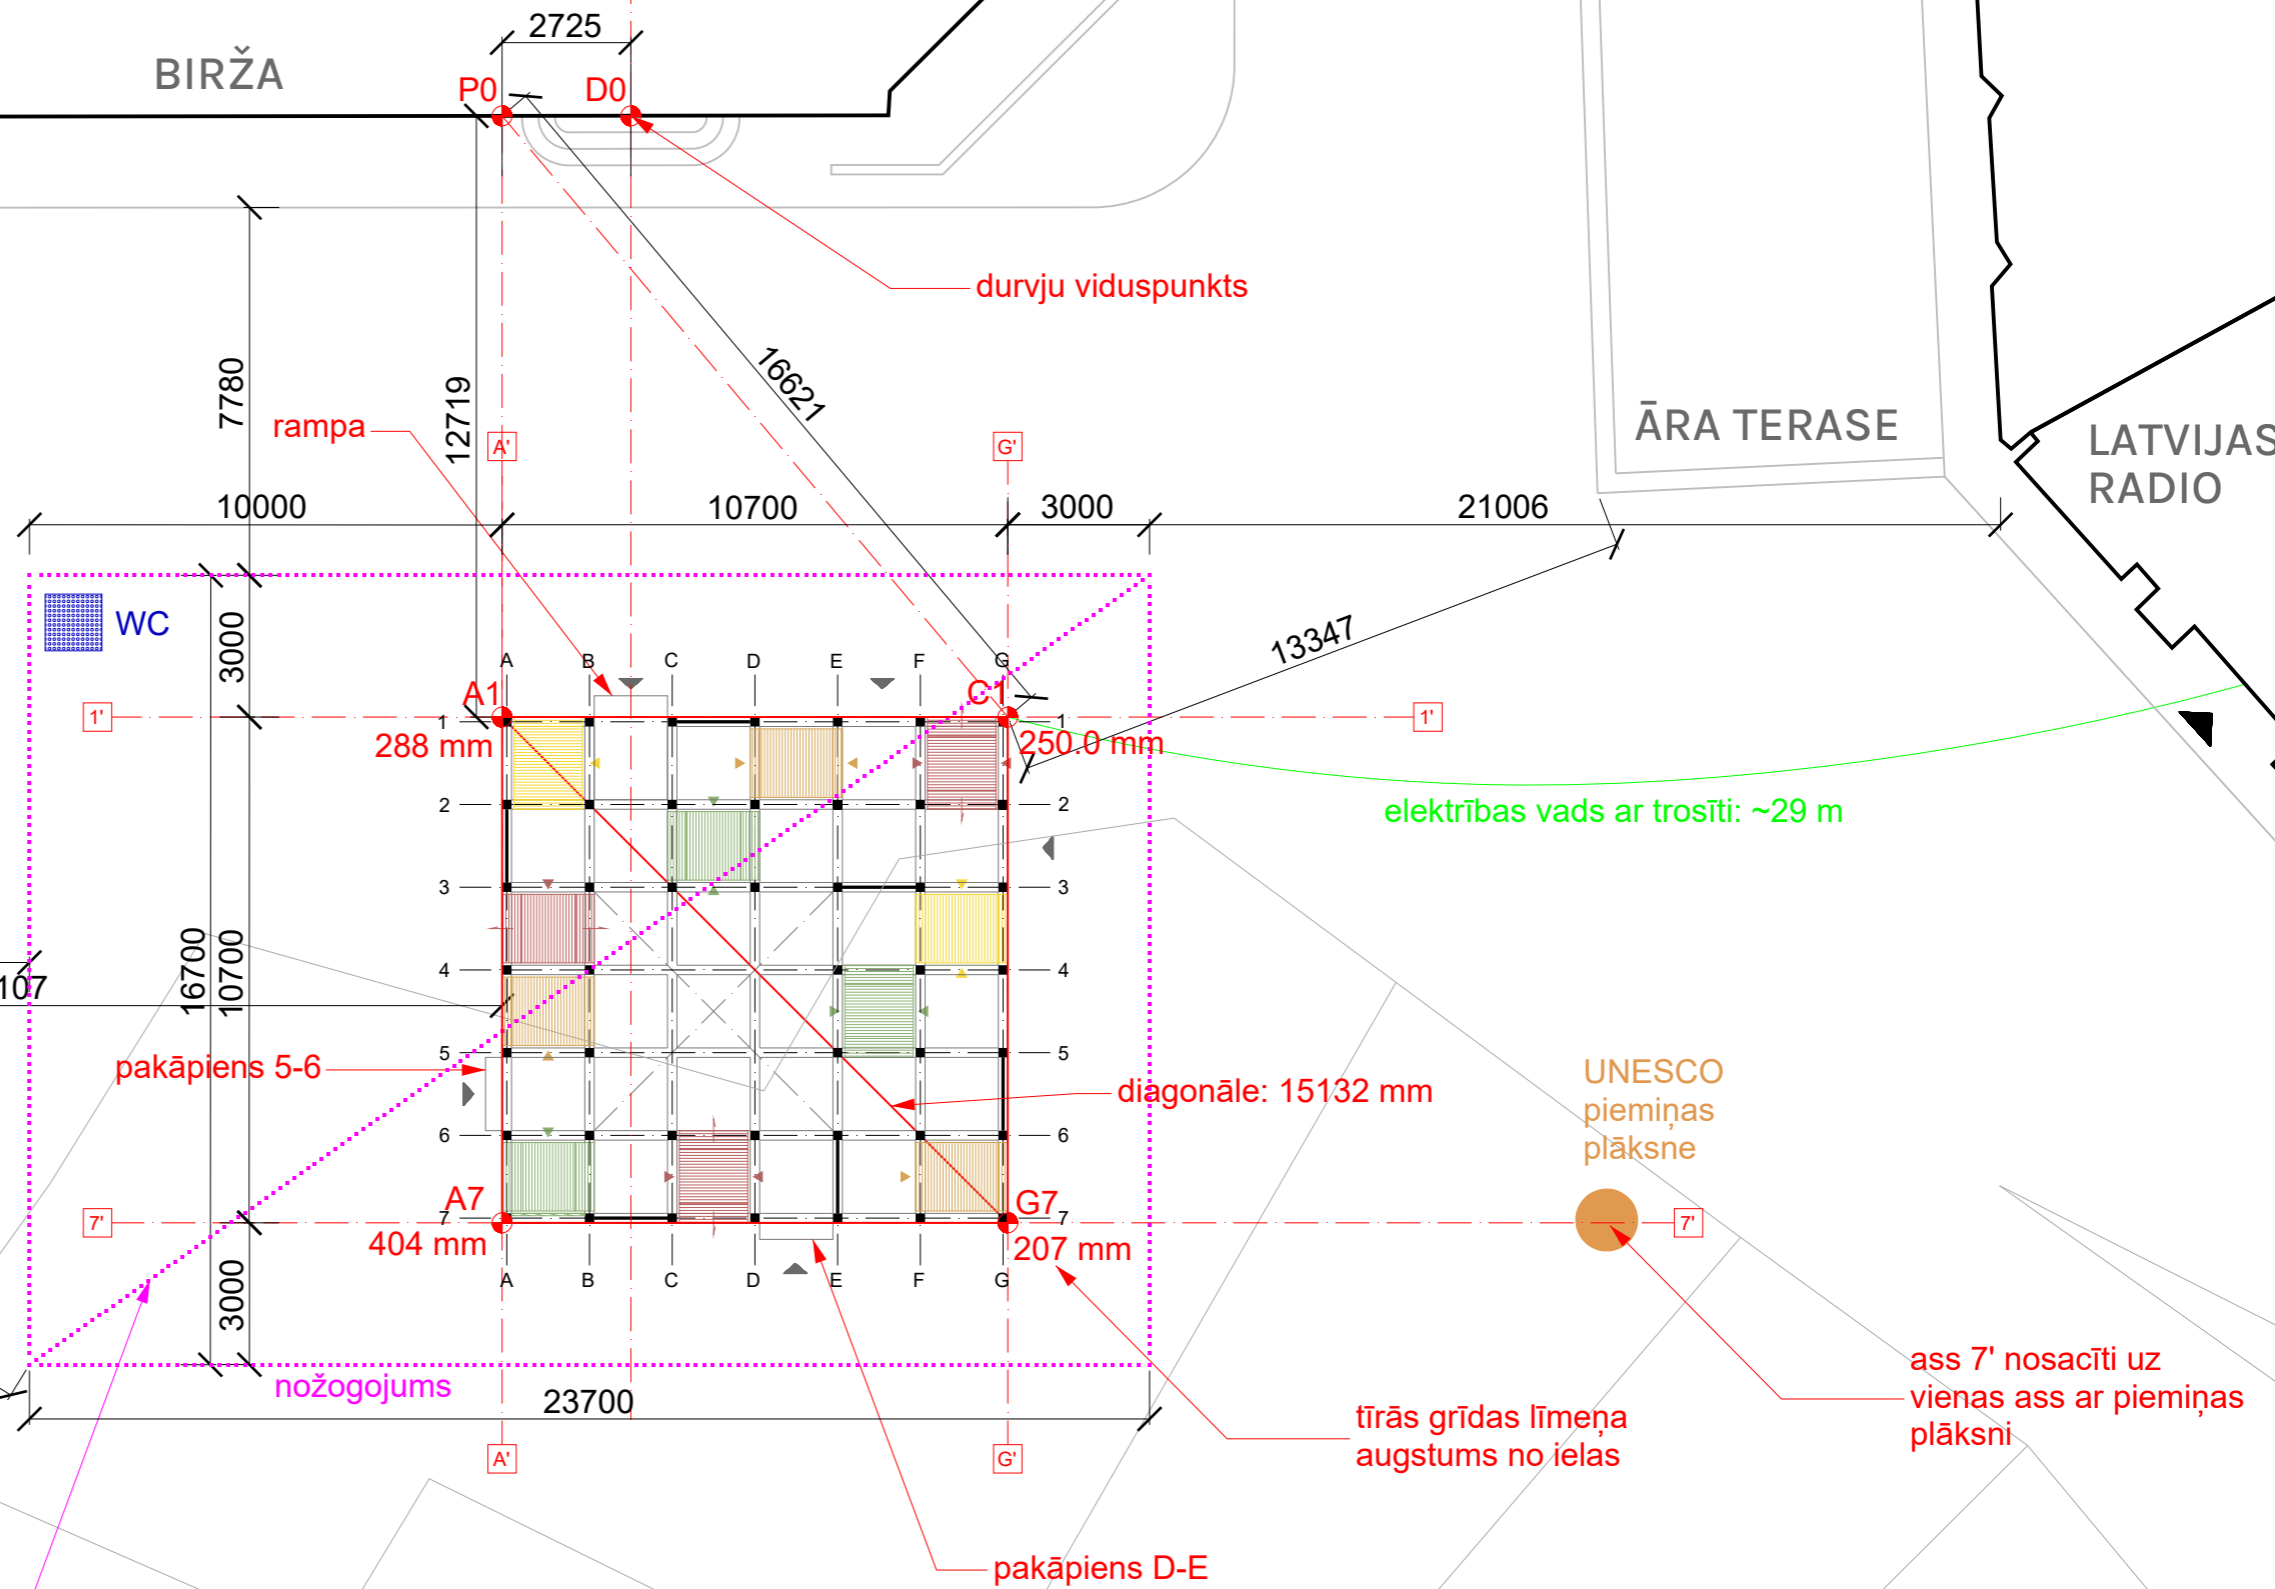 2725
BIRŽA
P0
D0
durvju viduspunkts
7780
12719
16621
rampa
A'
G'
ĀRA TERASE
LATVIJAS
RADIO
10000
10700
3000
21006
13347
WC
3000
A B C D E F G
A1
C1
1'
1
1
1'
288 mm
250.0 mm
2
2
elektrības vads ar trosīti: ~29 m
3
3
16700
10700
4
4
107
5
5
pakāpiens 5-6
diagonāle: 15132 mm
UNESCO
piemiņas
plāksne
6
6
A7
G7
7'
7
7
7'
404 mm
207 mm
A B C D E F G
3000
nožogojums
23700
ass 7' nosacīti uz
vienas ass ar piemiņas
plāksni
tīrās grīdas līmeņa
augstums no ielas
A'
G'
pakāpiens D-E